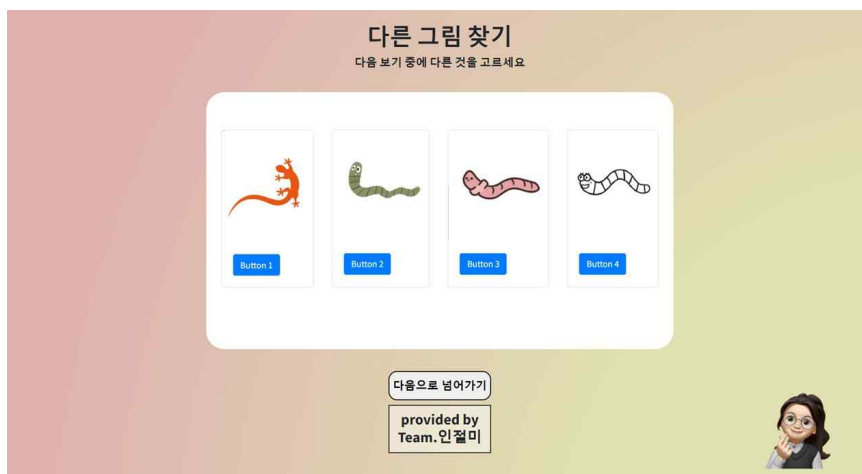 다른 그림 찾기
다음 보기 중에 다른 것을 고르세요
Button 1
Button 2
Button 3
Button 4
다음으로 넘어가기
provided by
Team.인절미